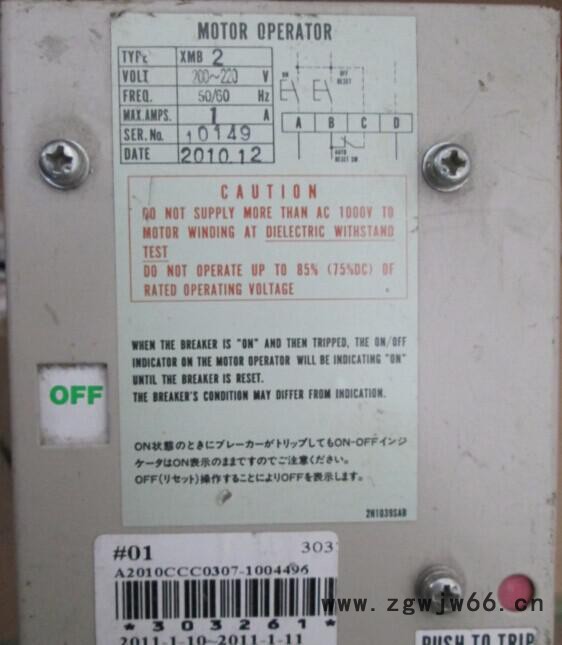 MOTOR OPERATOR
TYPE XMB 2
VOLT. 200~220 V
FREQ. 50/60 Hz
MAX.AMPS. 1 A
SER. No. 10149
DATE 2010.12
ON
OFF
RESET
A B C D
AUTO
RESET SW
CAUTION
DO NOT SUPPLY MORE THAN AC 1000V TO
MOTOR WINDING AT DIELECTRIC WITHSTAND
TEST
DO NOT OPERATE UP TO 85% (75%DC) OF
RATED OPERATING VOLTAGE
WHEN THE BREAKER IS "ON" AND THEN TRIPPED, THE ON/OFF
INDICATOR ON THE MOTOR OPERATOR WILL BE INDICATING "ON"
UNTIL THE BREAKER IS RESET.
THE BREAKER'S CONDITION MAY DIFFER FROM INDICATION.
OFF
ON状態のときにブレーカーがトリップしてもON-OFFインジ
ケータはON表示のままですのでご注意ください。
OFF(リセット)操作することによりOFFを表示します。
2N1039SAB
#01 303
A2010CCC0307-1004496
*303261*
2011-1-10~2011-1-11
www.zgwjw66.cn
PUSH TO TRIP